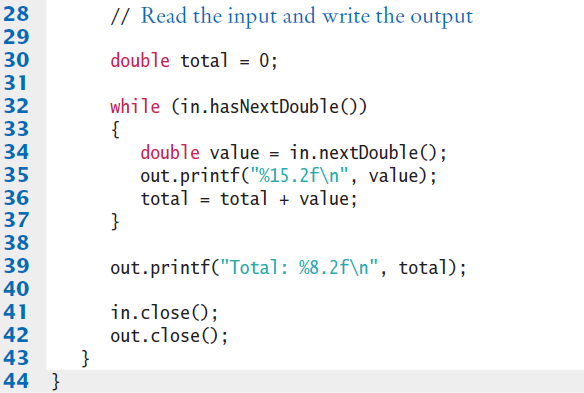 28 // Read the input and write the output
29
30 double total = 0;
31
32 while (in.hasNextDouble())
33 {
34 double value = in.nextDouble();
35 out.printf("%15.2f\n", value);
36 total = total + value;
37 }
38
39 out.printf("Total: %8.2f\n", total);
40
41 in.close();
42 out.close();
43 }
44 }